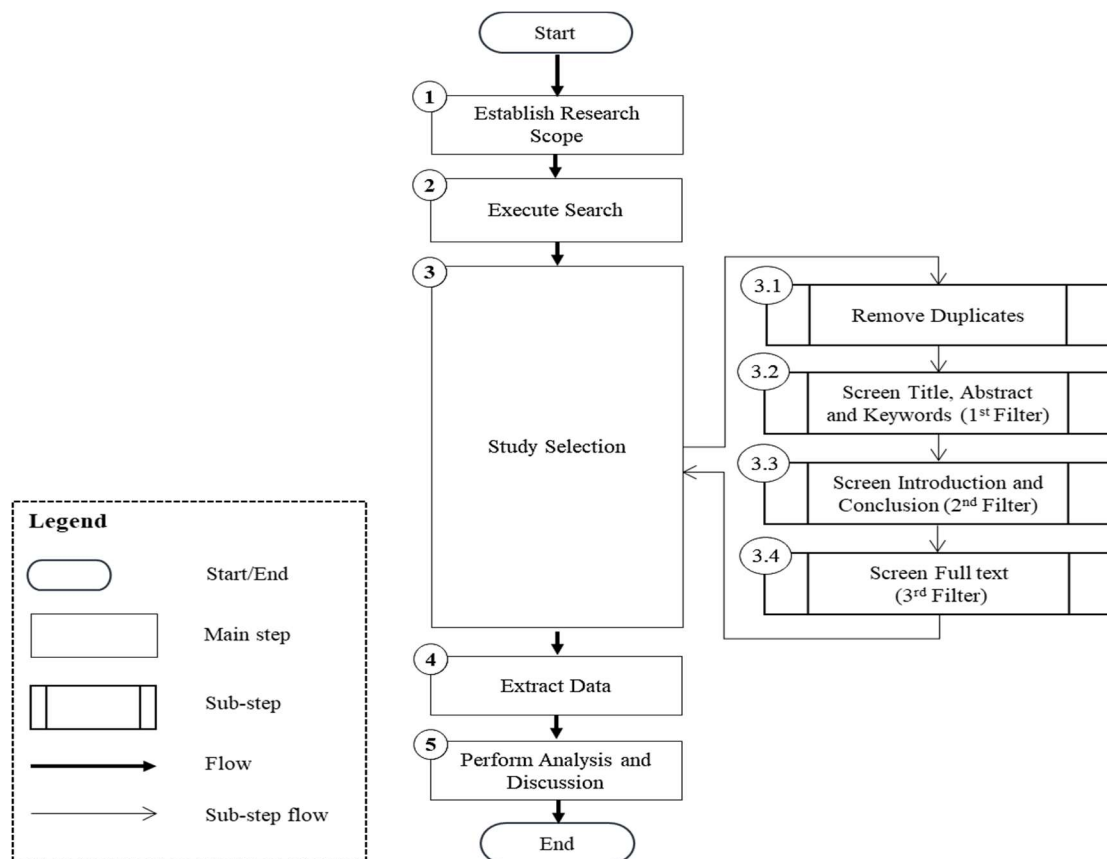 Start
1
Establish Research
Scope
2
Execute Search
3
Study Selection
3.1
Remove Duplicates
3.2
Screen Title, Abstract
and Keywords (1st Filter)
3.3
Screen Introduction and
Conclusion (2nd Filter)
3.4
Screen Full text
(3rd Filter)
4
Extract Data
5
Perform Analysis and
Discussion
End
Legend
Start/End
Main step
Sub-step
Flow
Sub-step flow